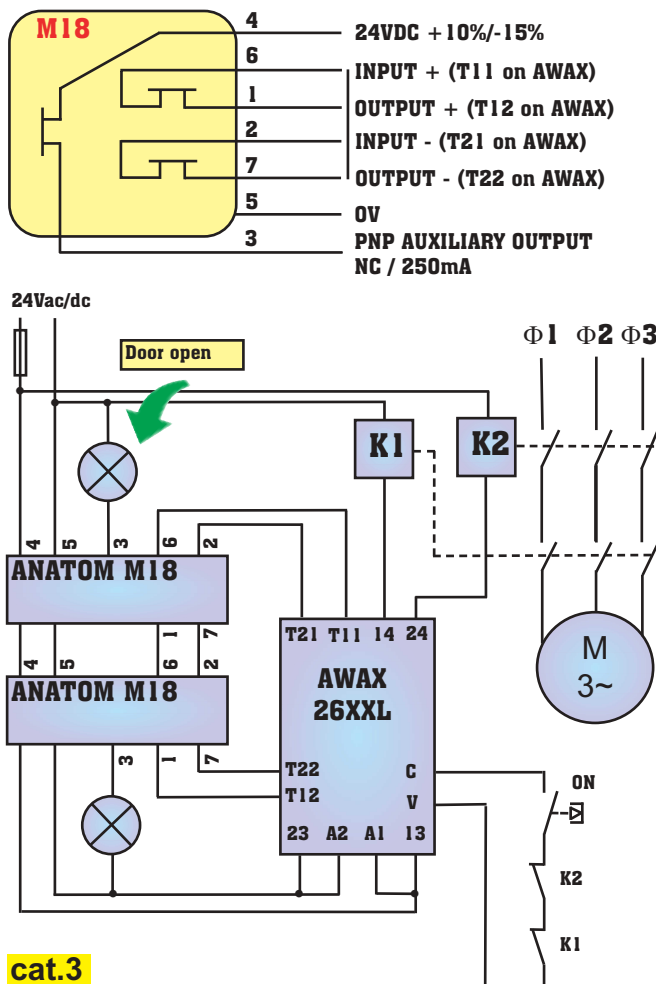 M18
4
24VDC +10%/-15%
6
INPUT + (T11 on AWAX)
1
OUTPUT + (T12 on AWAX)
2
INPUT - (T21 on AWAX)
7
OUTPUT - (T22 on AWAX)
5
0V
3
PNP AUXILIARY OUTPUT
NC / 250mA
24Vac/dc
Door open
Φ1 Φ2 Φ3
K1
K2
4 5 3 6 2
ANATOM M18
1 7
4 5 6 2
ANATOM M18
3 1 7
T21 T11 14 24
AWAX
26XXL
T22 C
T12 V
23 A2 A1 13
M
3~
ON
K2
K1
cat.3